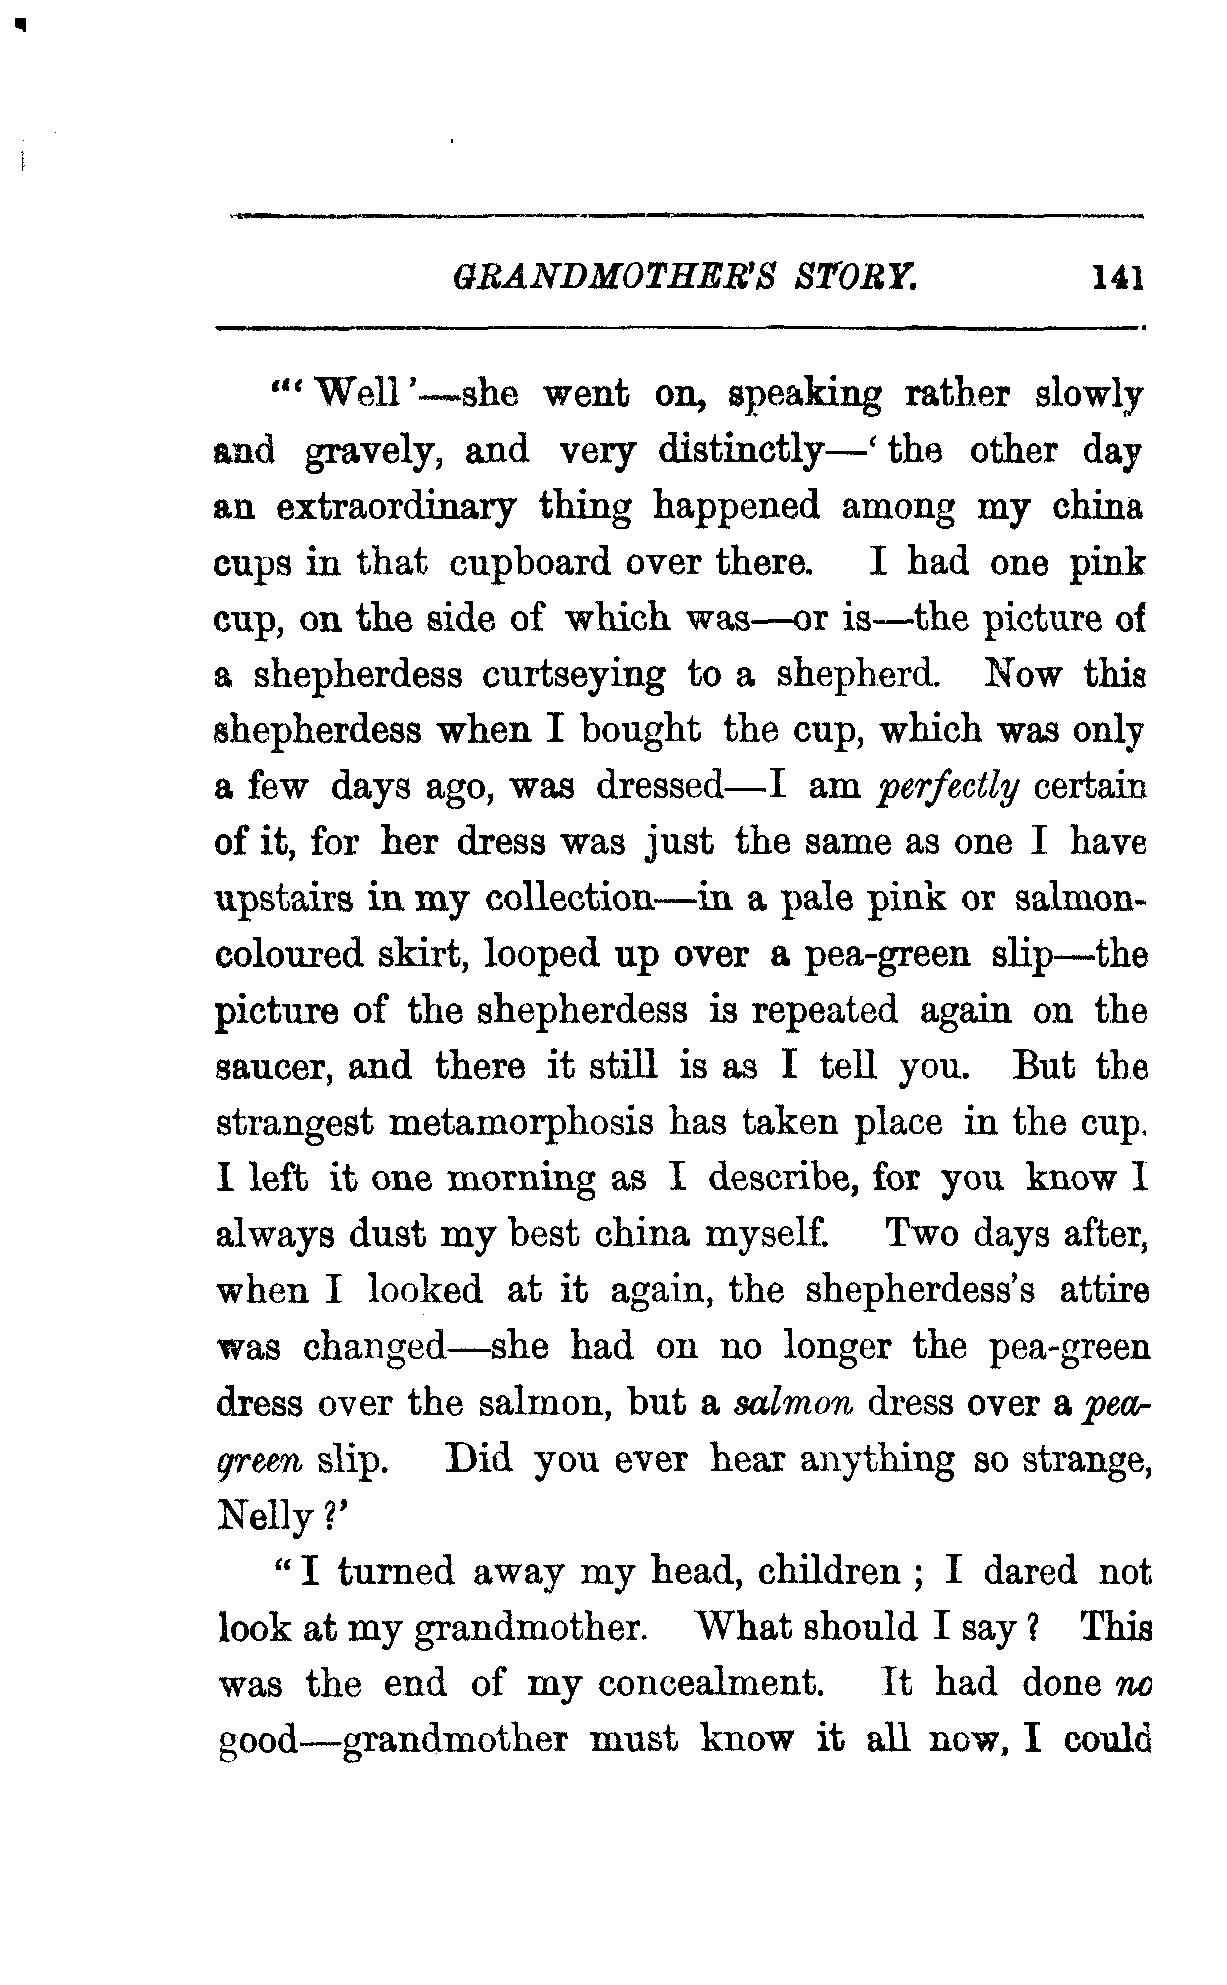 GRANDMOTHER'S STORY. 141
"'Well'—she went on, speaking rather slowly
and gravely, and very distinctly—'the other day
an extraordinary thing happened among my china
cups in that cupboard over there. I had one pink
cup, on the side of which was—or is—the picture of
a shepherdess curtseying to a shepherd. Now this
shepherdess when I bought the cup, which was only
a few days ago, was dressed—I am perfectly certain
of it, for her dress was just the same as one I have
upstairs in my collection—in a pale pink or salmon-
coloured skirt, looped up over a pea-green slip—the
picture of the shepherdess is repeated again on the
saucer, and there it still is as I tell you. But the
strangest metamorphosis has taken place in the cup.
I left it one morning as I describe, for you know I
always dust my best china myself. Two days after,
when I looked at it again, the shepherdess's attire
was changed—she had on no longer the pea-green
dress over the salmon, but a salmon dress over a pea-
green slip. Did you ever hear anything so strange,
Nelly?'
"I turned away my head, children; I dared not
look at my grandmother. What should I say? This
was the end of my concealment. It had done no
good—grandmother must know it all now, I could